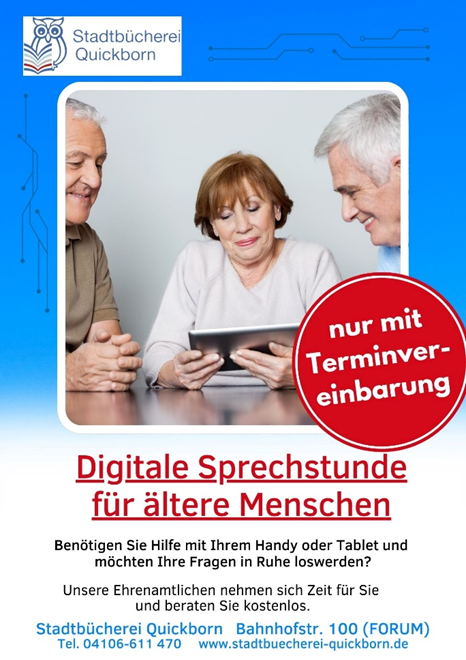 Stadtbücherei
Quickborn
nur mit
Terminver-
einbarung
Digitale Sprechstunde
für ältere Menschen
Benötigen Sie Hilfe mit Ihrem Handy oder Tablet und
möchten Ihre Fragen in Ruhe loswerden?
Unsere Ehrenamtlichen nehmen sich Zeit für Sie
und beraten Sie kostenlos.
Stadtbücherei Quickborn Bahnhofstr. 100 (FORUM)
Tel. 04106-611 470 www.stadtbuecherei-quickborn.de